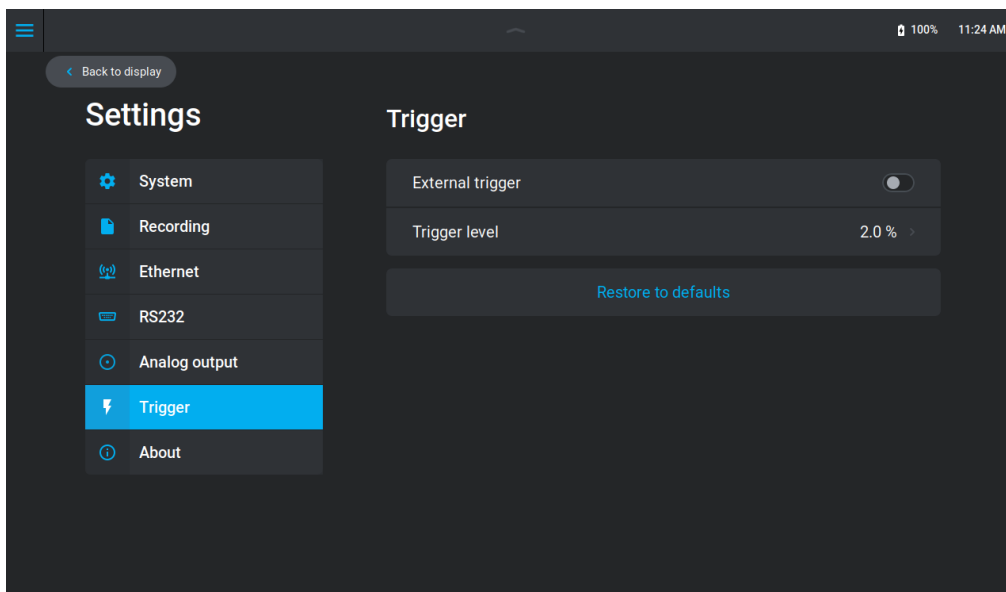 100% 11:24 AM
Back to display
Settings
Trigger
System
Recording
Ethernet
RS232
Analog output
Trigger
About
External trigger
Trigger level 2.0 %
Restore to defaults